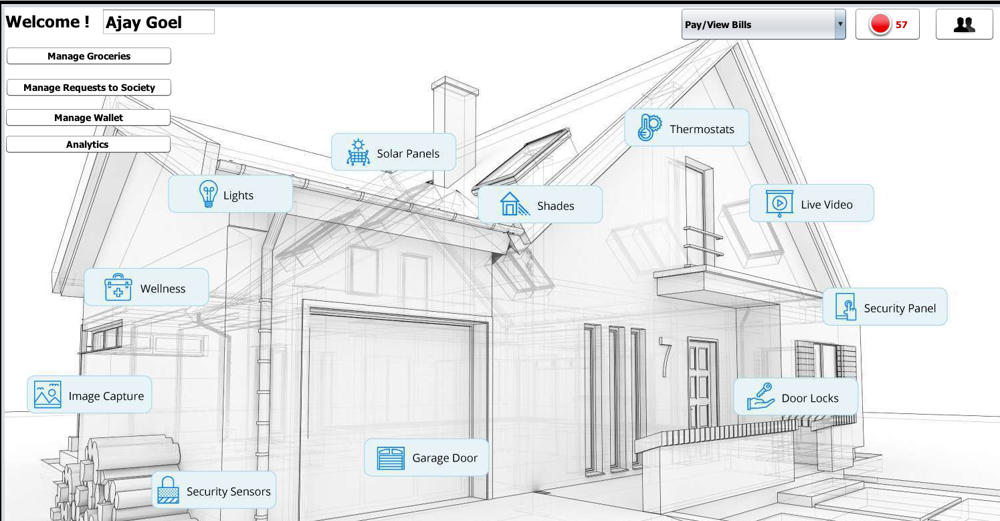 Welcome ! Ajay Goel
Pay/View Bills
57
Manage Groceries
Manage Requests to Society
Manage Wallet
Analytics
Thermostats
Solar Panels
Lights
Shades
Live Video
Wellness
Security Panel
7
Image Capture
Door Locks
Garage Door
Security Sensors